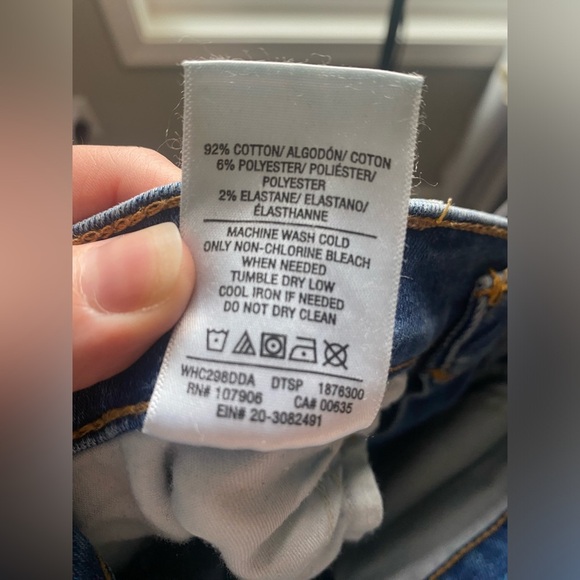 92% COTTON/ ALGODÓN/ COTON
6% POLYESTER/ POLIÉSTER/
POLYESTER
2% ELASTANE/ ELASTANO/
ÉLASTHANNE
MACHINE WASH COLD
ONLY NON-CHLORINE BLEACH
WHEN NEEDED
TUMBLE DRY LOW
COOL IRON IF NEEDED
DO NOT DRY CLEAN
WHC298DDA DTSP 1876300
RN# 107906 CA# 00635
EIN# 20-3082491